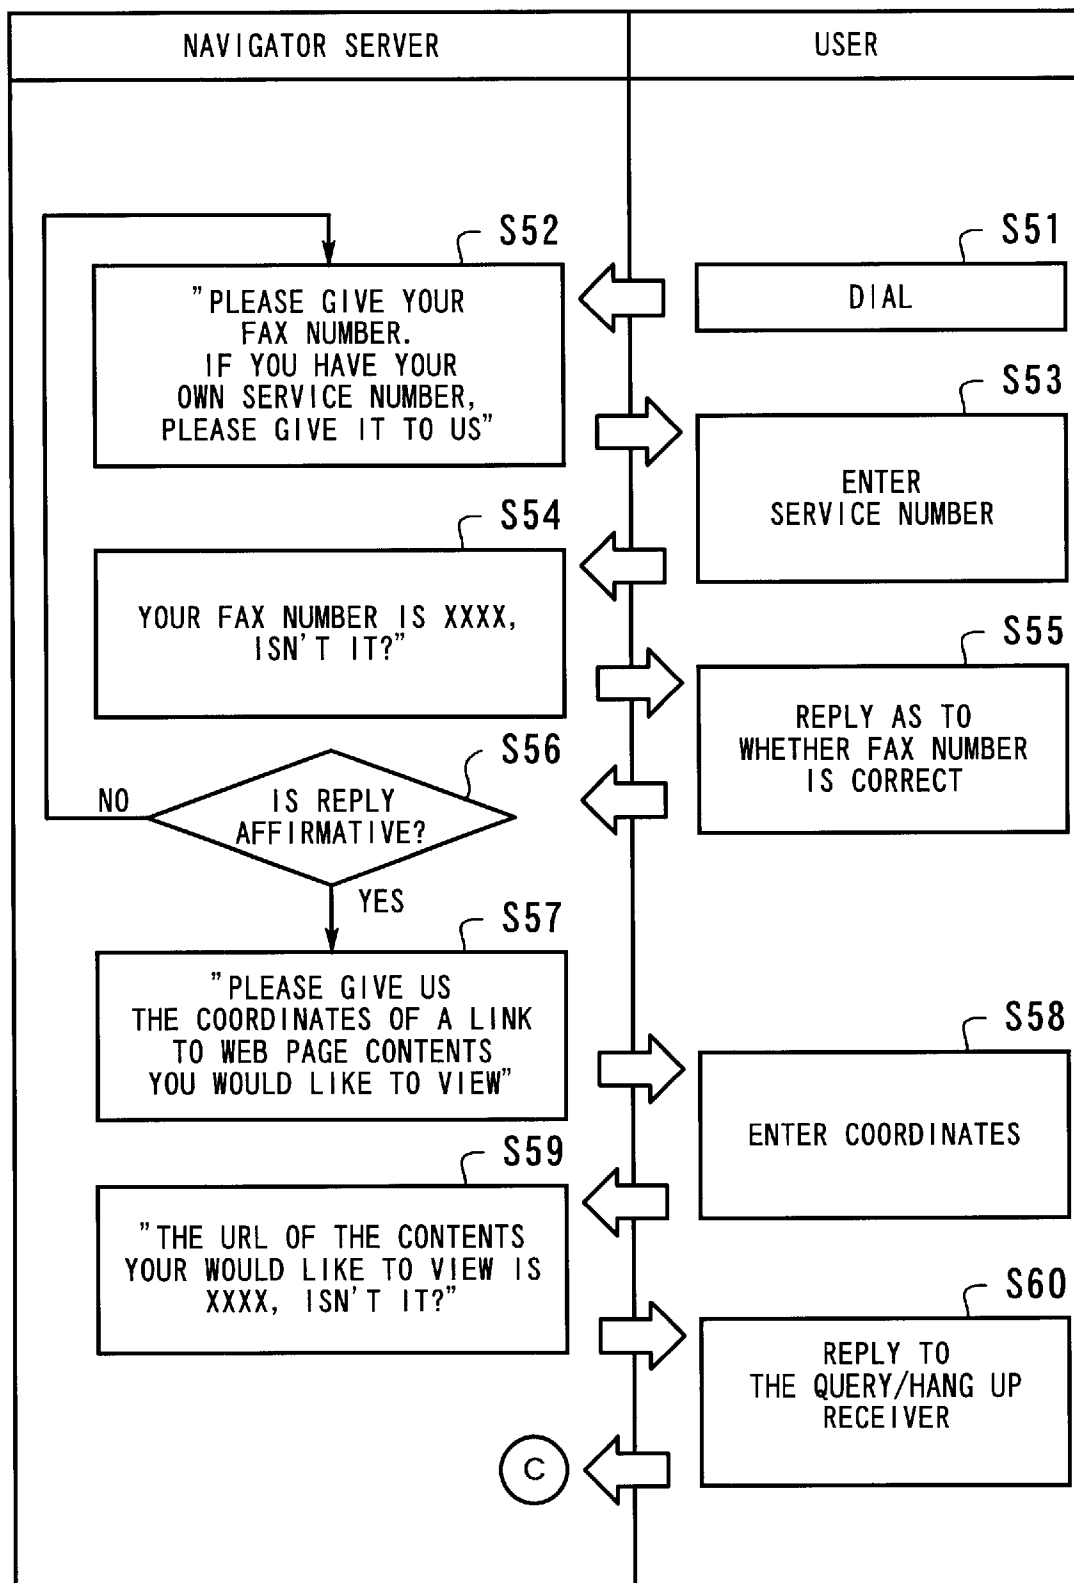 NAVIGATOR SERVER
USER
S51
DIAL
S52
"PLEASE GIVE YOUR
FAX NUMBER.
IF YOU HAVE YOUR
OWN SERVICE NUMBER,
PLEASE GIVE IT TO US"
S53
ENTER
SERVICE NUMBER
S54
YOUR FAX NUMBER IS XXXX,
ISN'T IT?"
S55
REPLY AS TO
WHETHER FAX NUMBER
IS CORRECT
S56
IS REPLY
AFFIRMATIVE?
NO
YES
S57
"PLEASE GIVE US
THE COORDINATES OF A LINK
TO WEB PAGE CONTENTS
YOU WOULD LIKE TO VIEW"
S58
ENTER COORDINATES
S59
"THE URL OF THE CONTENTS
YOUR WOULD LIKE TO VIEW IS
XXXX, ISN'T IT?"
S60
REPLY TO
THE QUERY/HANG UP
RECEIVER
C